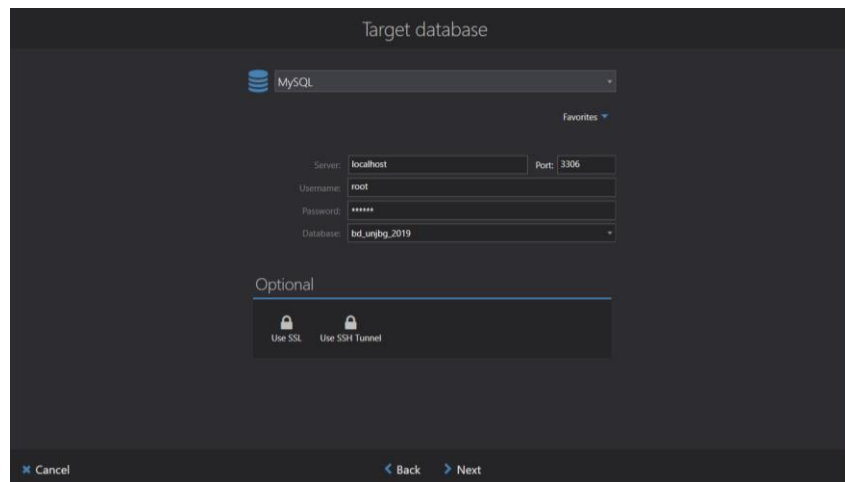 Target database
MySQL
Favorites
Server: localhost Port: 3306
Username: root
Password: ******
Database: bd_unjbg_2019
Optional
Use SSL Use SSH Tunnel
Cancel Back Next